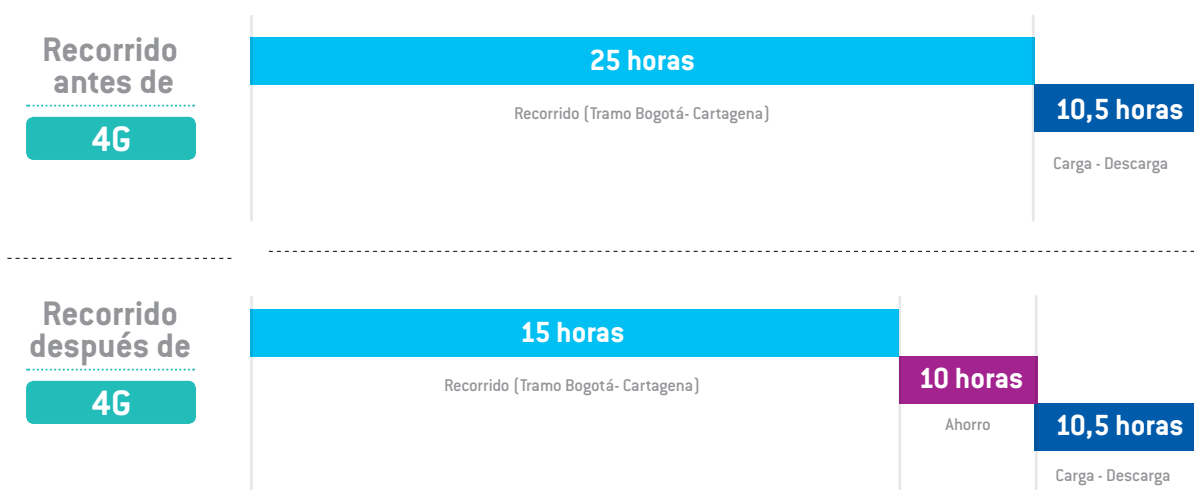 Recorrido
antes de
4G
25 horas
Recorrido (Tramo Bogotá- Cartagena)
10,5 horas
Carga - Descarga
Recorrido
después de
4G
15 horas
Recorrido (Tramo Bogotá- Cartagena)
10 horas
Ahorro
10,5 horas
Carga - Descarga